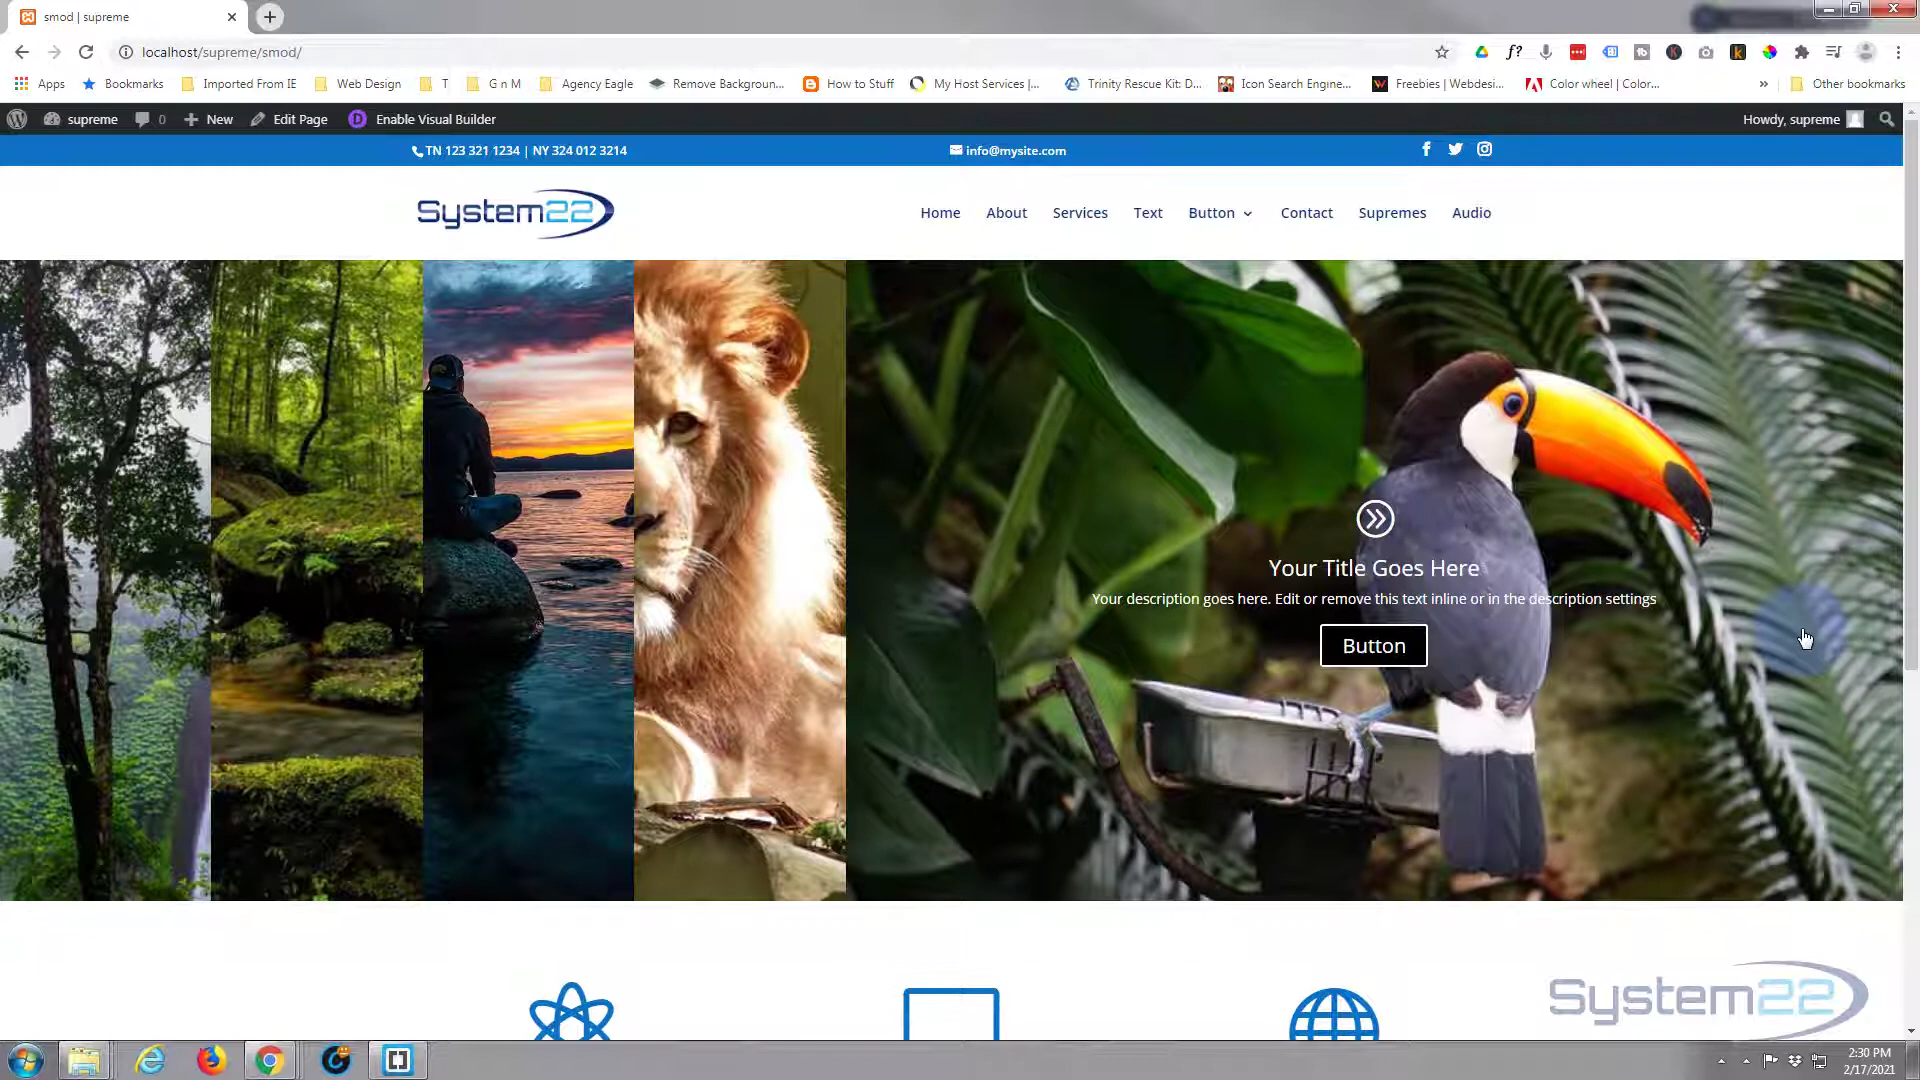 smod | supreme
localhost/supreme/smod/
Apps Bookmarks Imported From IE Web Design T G n M Agency Eagle Remove Backgroun... How to Stuff My Host Services |... Trinity Rescue Kit: D... Icon Search Engine... Freebies | Webdesi... Color wheel | Color... » Other bookmarks
supreme 0 New Edit Page Enable Visual Builder Howdy, supreme
TN 123 321 1234 | NY 324 012 3214 info@mysite.com
System22 Home About Services Text Button Contact Supremes Audio
Your Title Goes Here
Your description goes here. Edit or remove this text inline or in the description settings
Button
System22
2:30 PM
2/17/2021